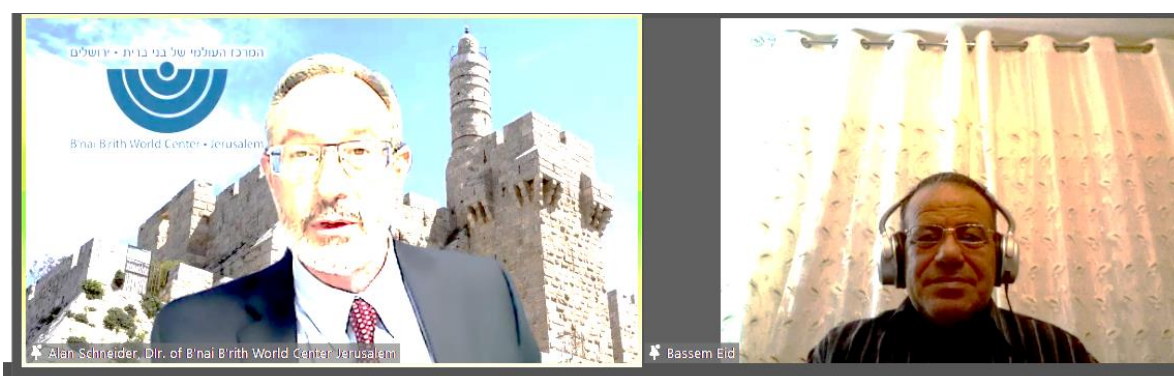 המרכז העולמי של בני ברית • ירושלים
B'nai B'rith World Center • Jerusalem
Alan Schneider, DIr. of B'nai B'rith World Center Jerusalem
Bassem Eid